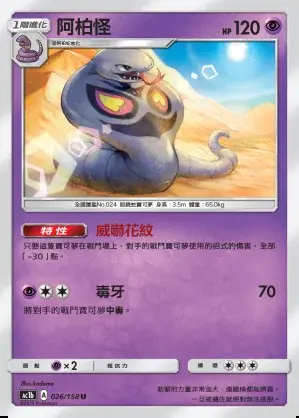 1階進化
阿柏怪
HP 120
從阿柏蛇進化
全國圖鑑No.024 眼鏡蛇寶可夢 身高：3.5m 體重：65.0kg
特性 威嚇花紋
只要這隻寶可夢在戰鬥場上，對手的戰鬥寶可夢使用的招式的傷害，全部
「-30」點。
毒牙 70
將對手的戰鬥寶可夢中毒。
弱點 ×2 抵抗力 撤退
Illus. kodama
AC1b A 026/158 U